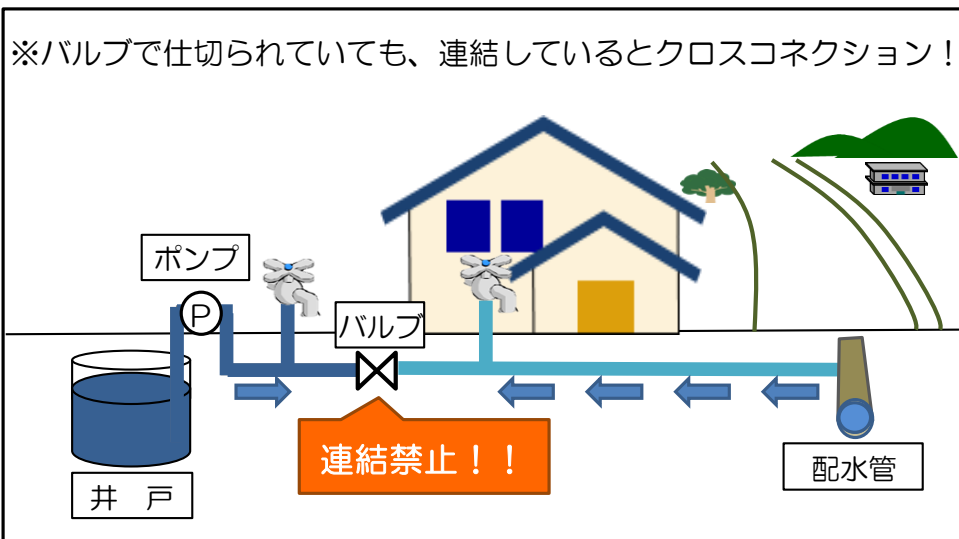 ※バルブで仕切られていても、連結しているとクロスコネクション！
ポンプ
P
バルブ
連結禁止！！
井　戸
配水管